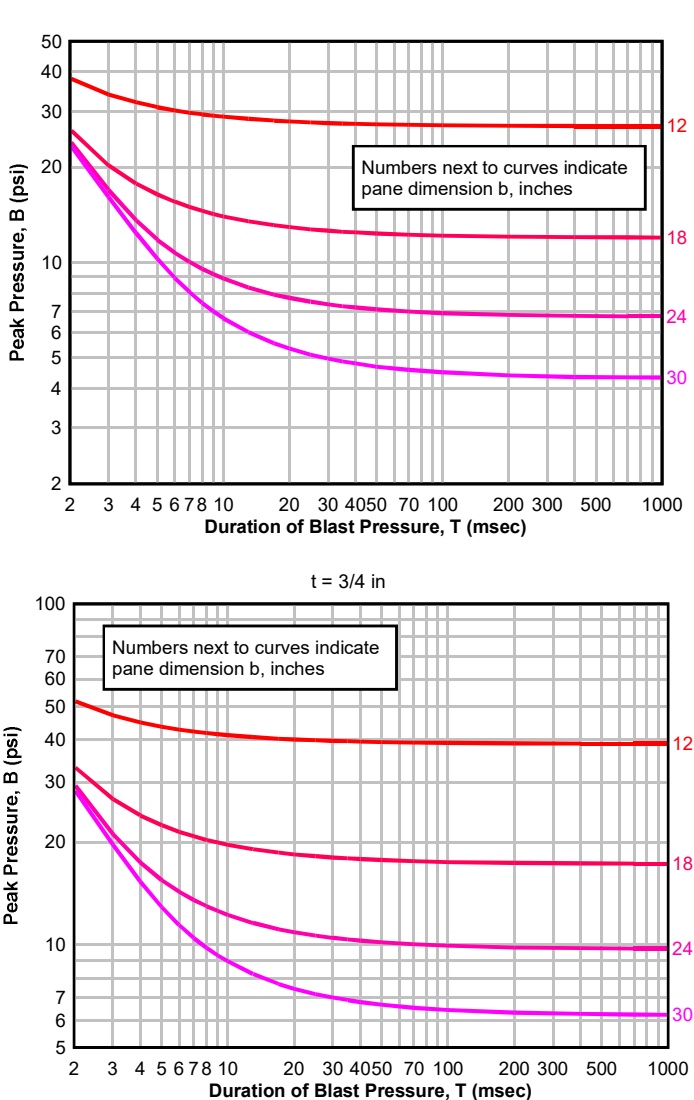 50
40
30
20
10
7
6
5
4
3
2
Peak Pressure, B (psi)
Numbers next to curves indicate
pane dimension b, inches
12
18
24
30
2 3 4 5 6 7 8 10 20 30 40 50 70 100 200 300 500 1000
Duration of Blast Pressure, T (msec)
t = 3/4 in
100
70
60
50
40
30
20
10
7
6
5
Peak Pressure, B (psi)
Numbers next to curves indicate
pane dimension b, inches
12
18
24
30
2 3 4 5 6 7 8 10 20 30 40 50 70 100 200 300 500 1000
Duration of Blast Pressure, T (msec)